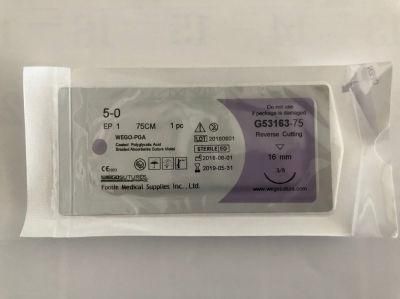 5-0
EP 1 75CM 1 pc
WEGO-PGA
Coated Polyglycolic Acid
Braided Absorbable Suture Violet
LOT 20160601
STERILE EO
2016-06-01
2019-05-31
WEGOSUTURES
Foosin Medical Supplies Inc., Ltd.
Do not use
if package is damaged
G53163-75
Reverse Cutting
16 mm
3/8
www.wegosuture.com